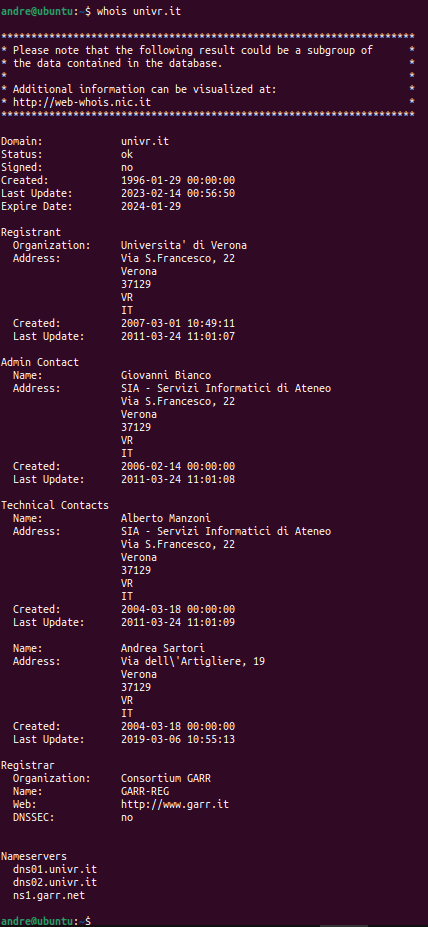 andre@ubuntu:~$ whois univr.it
*********************************************************************
* Please note that the following result could be a subgroup of      *
* the data contained in the database.                               *
*                                                                   *
* Additional information can be visualized at:                      *
* http://web-whois.nic.it                                           *
*********************************************************************
Domain:             univr.it
Status:             ok
Signed:             no
Created:            1996-01-29 00:00:00
Last Update:        2023-02-14 00:56:50
Expire Date:        2024-01-29
Registrant
  Organization:     Universita' di Verona
  Address:          Via S.Francesco, 22
                    Verona
                    37129
                    VR
                    IT
  Created:          2007-03-01 10:49:11
  Last Update:      2011-03-24 11:01:07
Admin Contact
  Name:             Giovanni Bianco
  Address:          SIA - Servizi Informatici di Ateneo
                    Via S.Francesco, 22
                    Verona
                    37129
                    VR
                    IT
  Created:          2006-02-14 00:00:00
  Last Update:      2011-03-24 11:01:08
Technical Contacts
  Name:             Alberto Manzoni
  Address:          SIA - Servizi Informatici di Ateneo
                    Via S.Francesco, 22
                    Verona
                    37129
                    VR
                    IT
  Created:          2004-03-18 00:00:00
  Last Update:      2011-03-24 11:01:09
  Name:             Andrea Sartori
  Address:          Via dell\'Artigliere, 19
                    Verona
                    37129
                    VR
                    IT
  Created:          2004-03-18 00:00:00
  Last Update:      2019-03-06 10:55:13
Registrar
  Organization:     Consortium GARR
  Name:             GARR-REG
  Web:              http://www.garr.it
  DNSSEC:           no
Nameservers
  dns01.univr.it
  dns02.univr.it
  ns1.garr.net
andre@ubuntu:~$